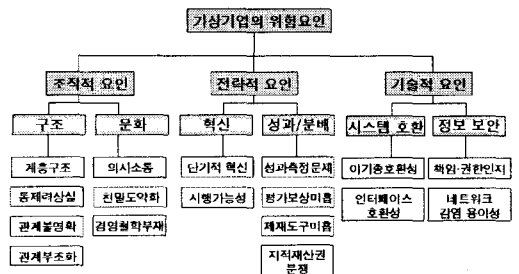 가상기업의 위험요인
조직적 요인
전략적 요인
기술적 요인
구조
문화
혁신
성과/분배
시스템 호환
정보 보안
계층구조
의사소통
단기적 혁신
성과측정문제
이기종호환성
책임·권한인지
통제력상실
친밀도약화
시행가능성
평가보상미흡
인터페이스
호환성
네트워크
감염 용이성
관계불명확
경영철학부재
제재도구미흡
관계부조화
지적재산권
분쟁